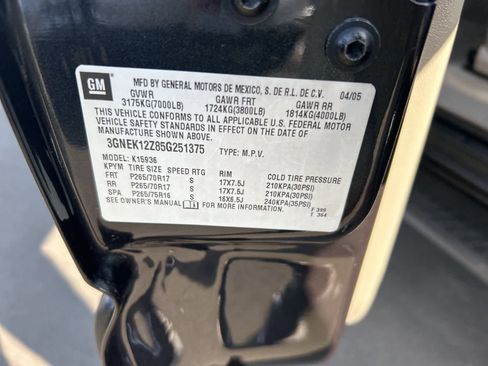 GM
MFD BY GENERAL MOTORS DE MEXICO, S. DE R.L. DE C.V. 04/05
GVWR GAWR FRT GAWR RR
3175KG(7000LB) 1724KG(3800LB) 1814KG(4000LB)
THIS VEHICLE CONFORMS TO ALL APPLICABLE U.S. FEDERAL MOTOR
VEHICLE SAFETY STANDARDS IN EFFECT ON THE DATE OF
MANUFACTURE SHOWN ABOVE.
3GNEK12Z85G251375 TYPE: M.P.V.
MODEL: K15936
KPYM TIRE SIZE SPEED RTG RIM COLD TIRE PRESSURE
FRT P265/70R17 S 17X7.5J 210KPA(30PSI)
RR P265/70R17 S 17X7.5J 210KPA(30PSI)
SPA P265/75R16 S 16X6.5J 240KPA(35PSI)
SEE OWNER'S MANUAL FOR MORE INFORMATION. F 399
T 364